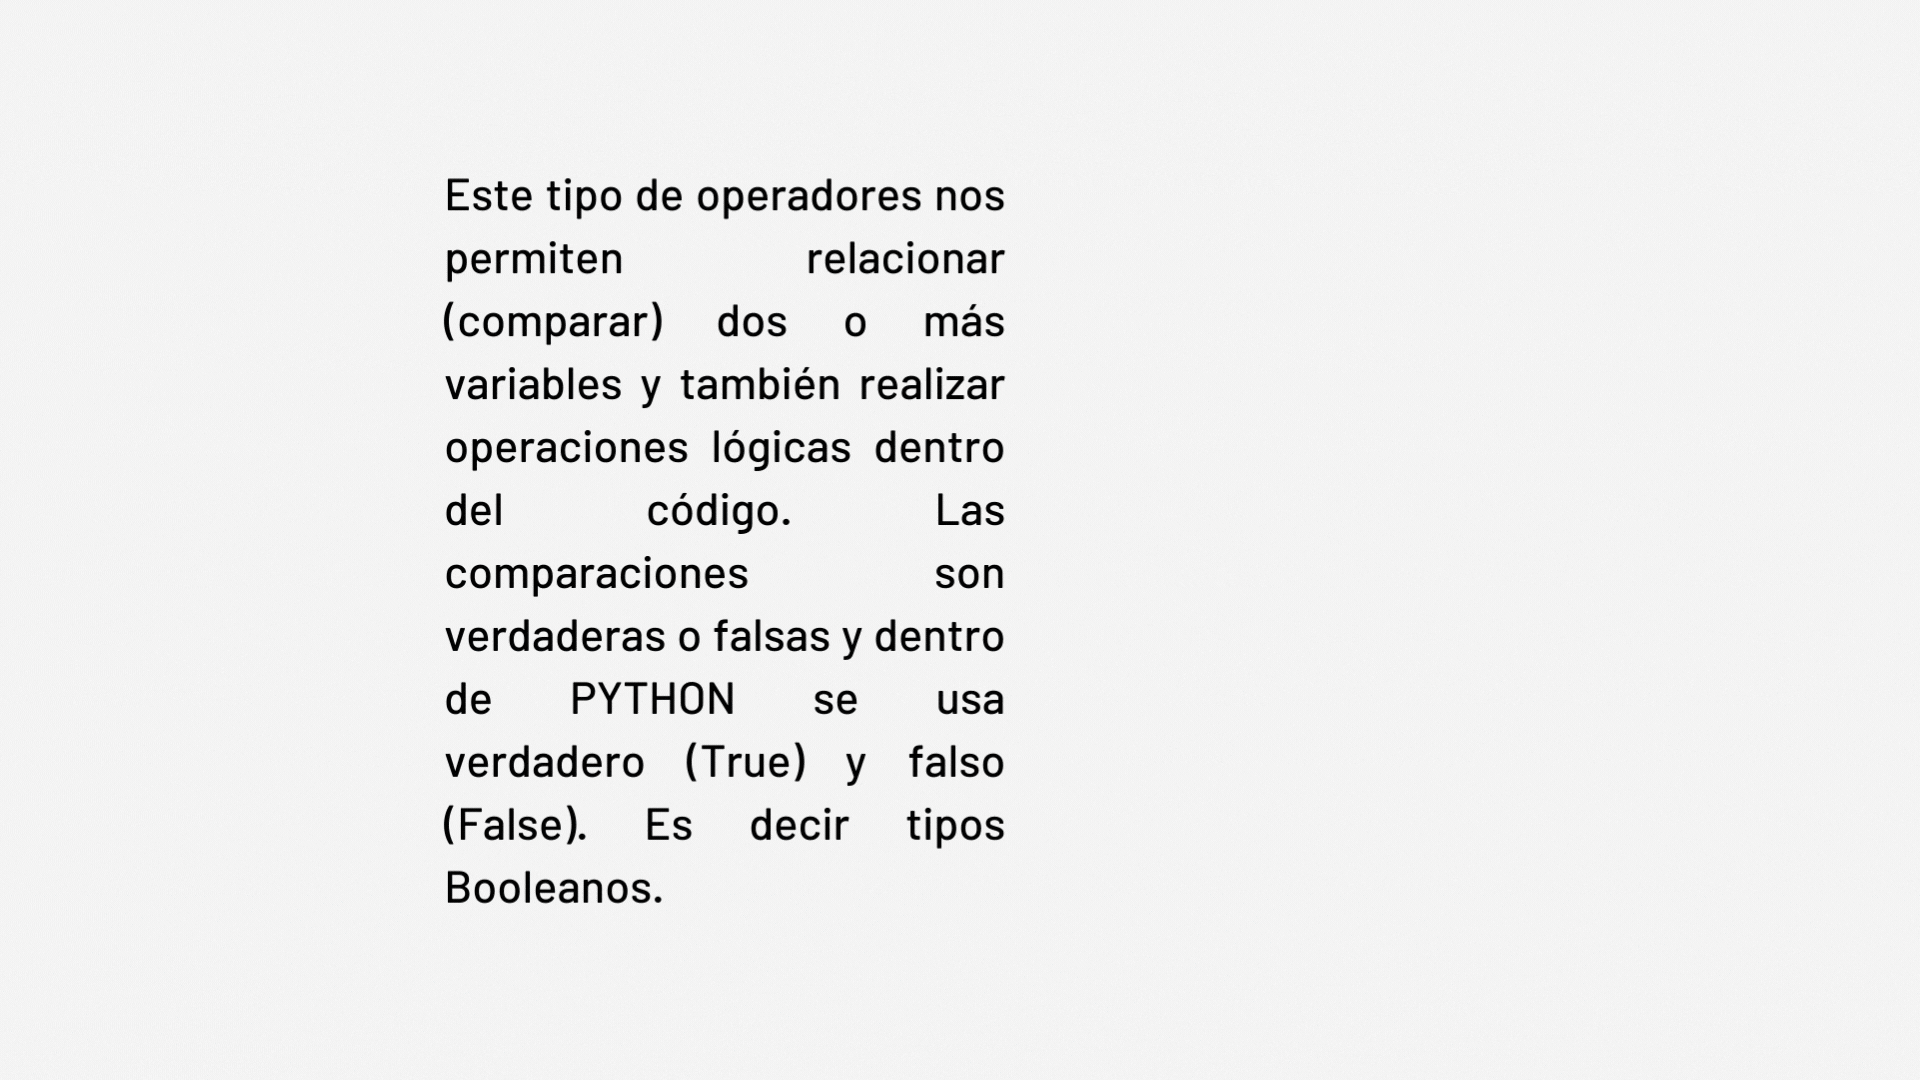 Este tipo de operadores nos
permiten relacionar
(comparar) dos o más
variables y también realizar
operaciones lógicas dentro
del código. Las
comparaciones son
verdaderas o falsas y dentro
de PYTHON se usa
verdadero (True) y falso
(False). Es decir tipos
Booleanos.